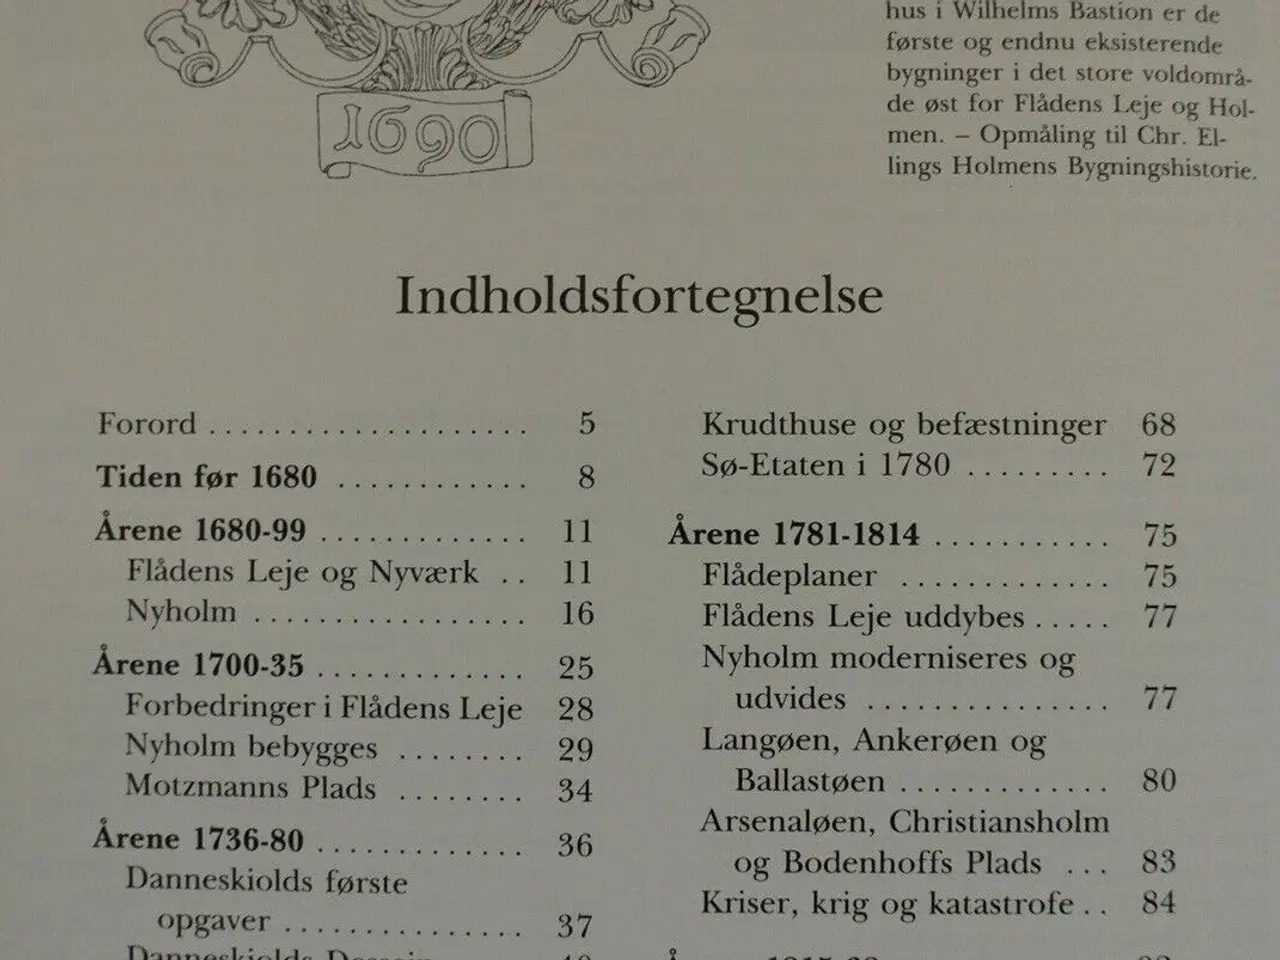 hus i Wilhelms Bastion er de
første og endnu eksisterende
bygninger i det store voldområ-
de øst for Flådens Leje og Hol-
men. – Opmåling til Chr. El-
lings Holmens Bygningshistorie.
1690
Indholdsfortegnelse
Forord . . . . . . . . . . . . . . . . . . . . 5
Tiden før 1680 . . . . . . . . . . . . 8
Årene 1680-99 . . . . . . . . . . . . . 11
Flådens Leje og Nyværk . . 11
Nyholm . . . . . . . . . . . . . . . . . 16
Årene 1700-35 . . . . . . . . . . . . . 25
Forbedringer i Flådens Leje 28
Nyholm bebygges . . . . . . . . 29
Motzmanns Plads . . . . . . . . 34
Årene 1736-80 . . . . . . . . . . . . . 36
Danneskiolds første
opgaver . . . . . . . . . . . . . . . 37
Danneskiolds
Krudthuse og befæstninger 68
Sø-Etaten i 1780 . . . . . . . . . 72
Årene 1781-1814 . . . . . . . . . . . 75
Flådeplaner . . . . . . . . . . . . . 75
Flådens Leje uddybes . . . . . 77
Nyholm moderniseres og
udvides . . . . . . . . . . . . . . . 77
Langøen, Ankerøen og
Ballastøen . . . . . . . . . . . . . 80
Arsenaløen, Christiansholm
og Bodenhoffs Plads . . . 83
Kriser, krig og katastrofe . . 84